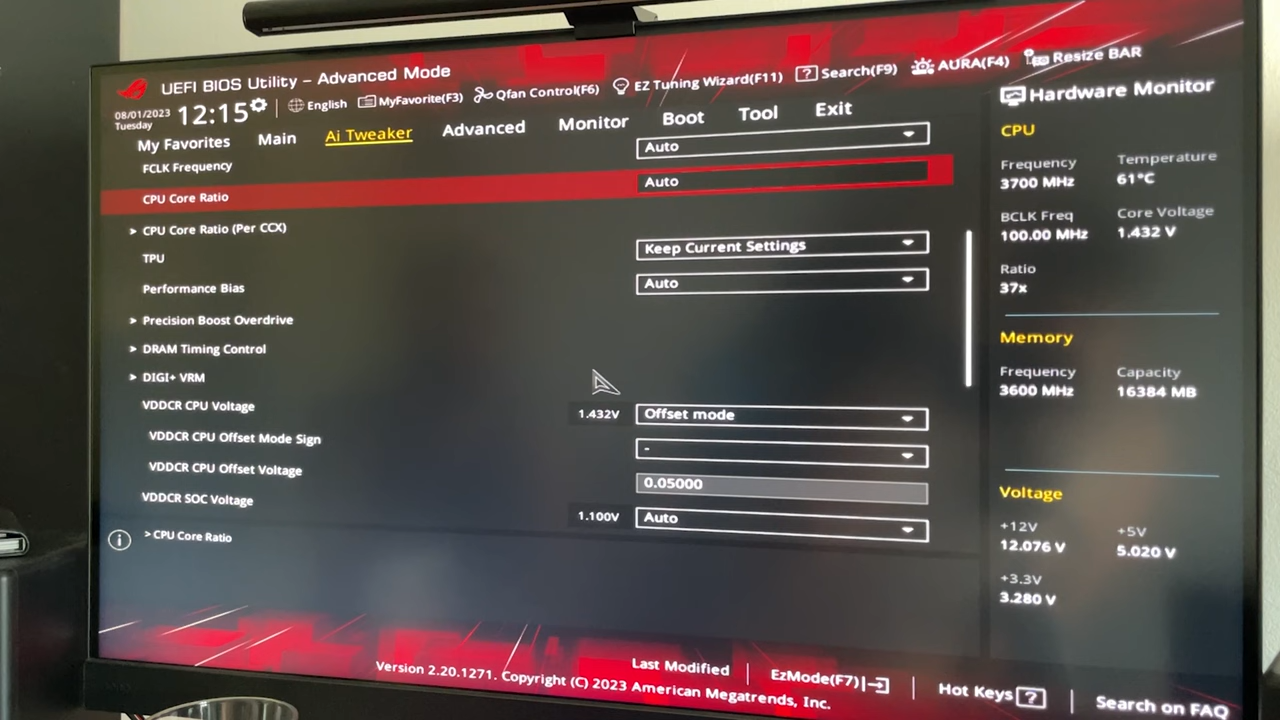 UEFI BIOS Utility – Advanced Mode
08/01/2023
Tuesday
12:15
English
MyFavorite(F3)
Qfan Control(F6)
EZ Tuning Wizard(F11)
Search(F9)
AURA(F4)
Resize BAR
My Favorites
Main
Ai Tweaker
Advanced
Monitor
Boot
Tool
Exit
FCLK Frequency
Auto
CPU Core Ratio
Auto
> CPU Core Ratio (Per CCX)
TPU
Keep Current Settings
Performance Bias
Auto
> Precision Boost Overdrive
> DRAM Timing Control
> DIGI+ VRM
VDDCR CPU Voltage
1.432V
Offset mode
VDDCR CPU Offset Mode Sign
-
VDDCR CPU Offset Voltage
0.05000
VDDCR SOC Voltage
1.100V
Auto
> CPU Core Ratio
Hardware Monitor
CPU
Frequency Temperature
3700 MHz 61°C
BCLK Freq Core Voltage
100.00 MHz 1.432 V
Ratio
37x
Memory
Frequency Capacity
3600 MHz 16384 MB
Voltage
+12V +5V
12.076 V 5.020 V
+3.3V
3.280 V
Last Modified
EzMode(F7)
Hot Keys ?
Search on FAQ
Version 2.20.1271. Copyright (C) 2023 American Megatrends, Inc.